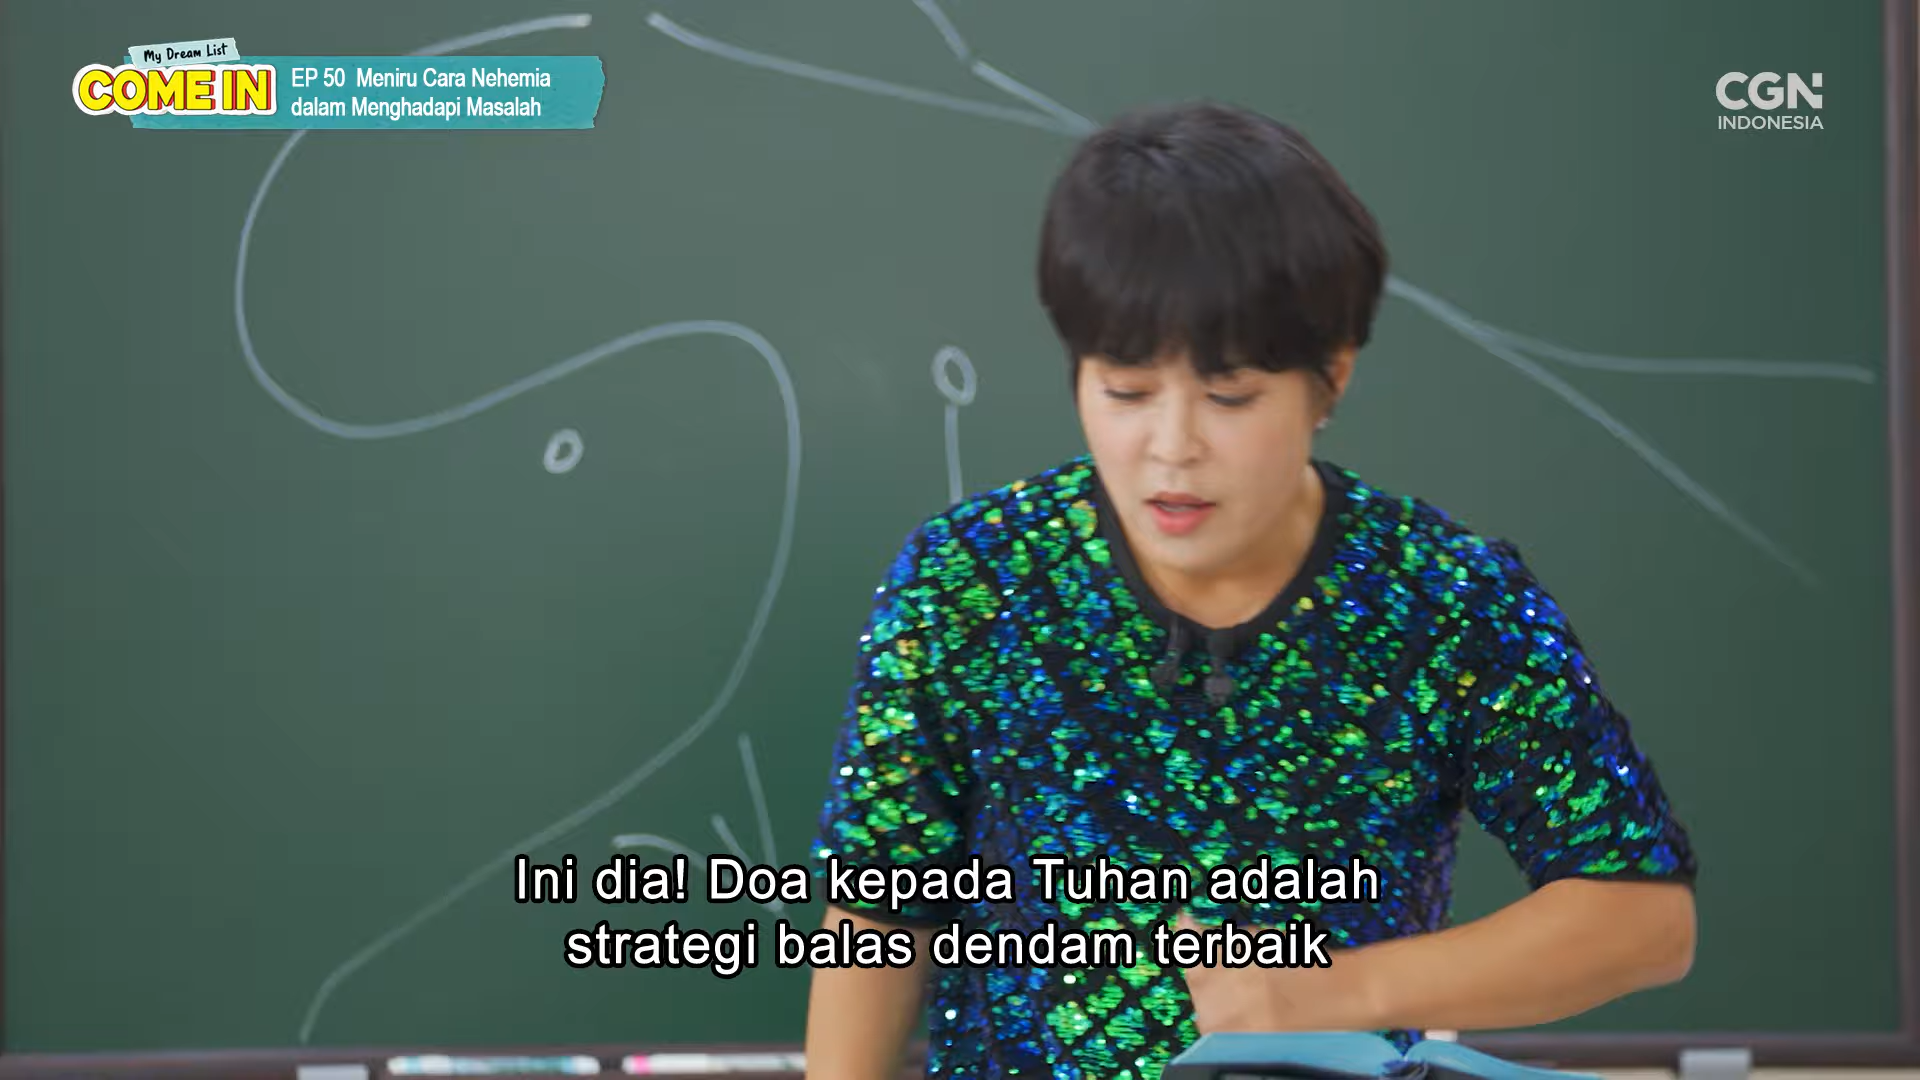 My Dream List
COME IN
EP 50 Meniru Cara Nehemia
dalam Menghadapi Masalah
CGN
INDONESIA
Ini dia! Doa kepada Tuhan adalah
strategi balas dendam terbaik